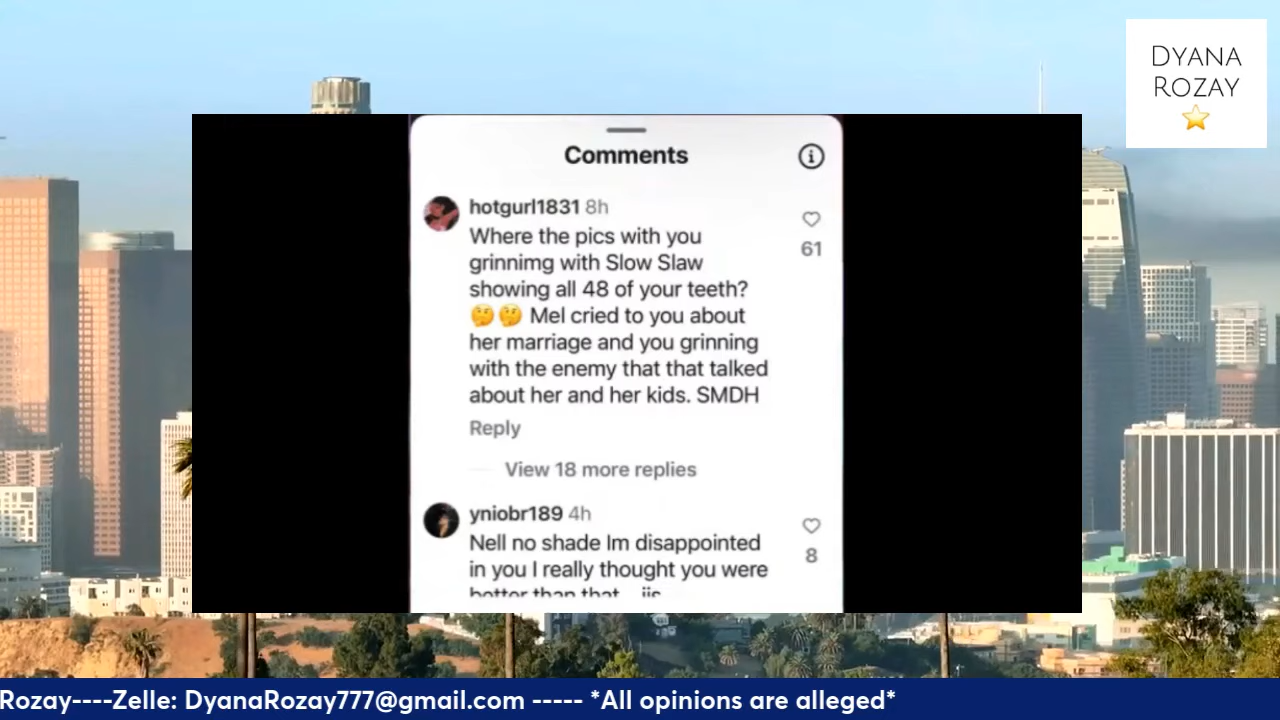 DYANA
ROZAY
Comments
hotgurl1831 8h
Where the pics with you
grinnimg with Slow Slaw
showing all 48 of your teeth?
🤔🤔 Mel cried to you about
her marriage and you grinning
with the enemy that that talked
about her and her kids. SMDH
61
Reply
View 18 more replies
yniobr189 4h
Nell no shade Im disappointed
in you I really thought you were
better than that
8
Rozay----Zelle: DyanaRozay777@gmail.com ----- *All opinions are alleged*